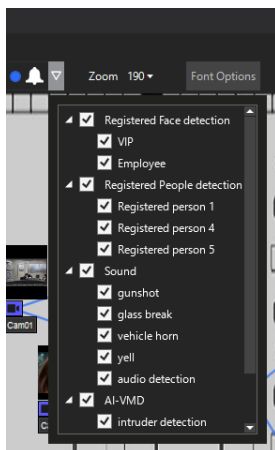 Zoom 190 Font Options
Registered Face detection
VIP
Employee
Registered People detection
Registered person 1
Registered person 4
Registered person 5
Sound
gunshot
glass break
vehicle horn
yell
audio detection
AI-VMD
intruder detection
Cam01